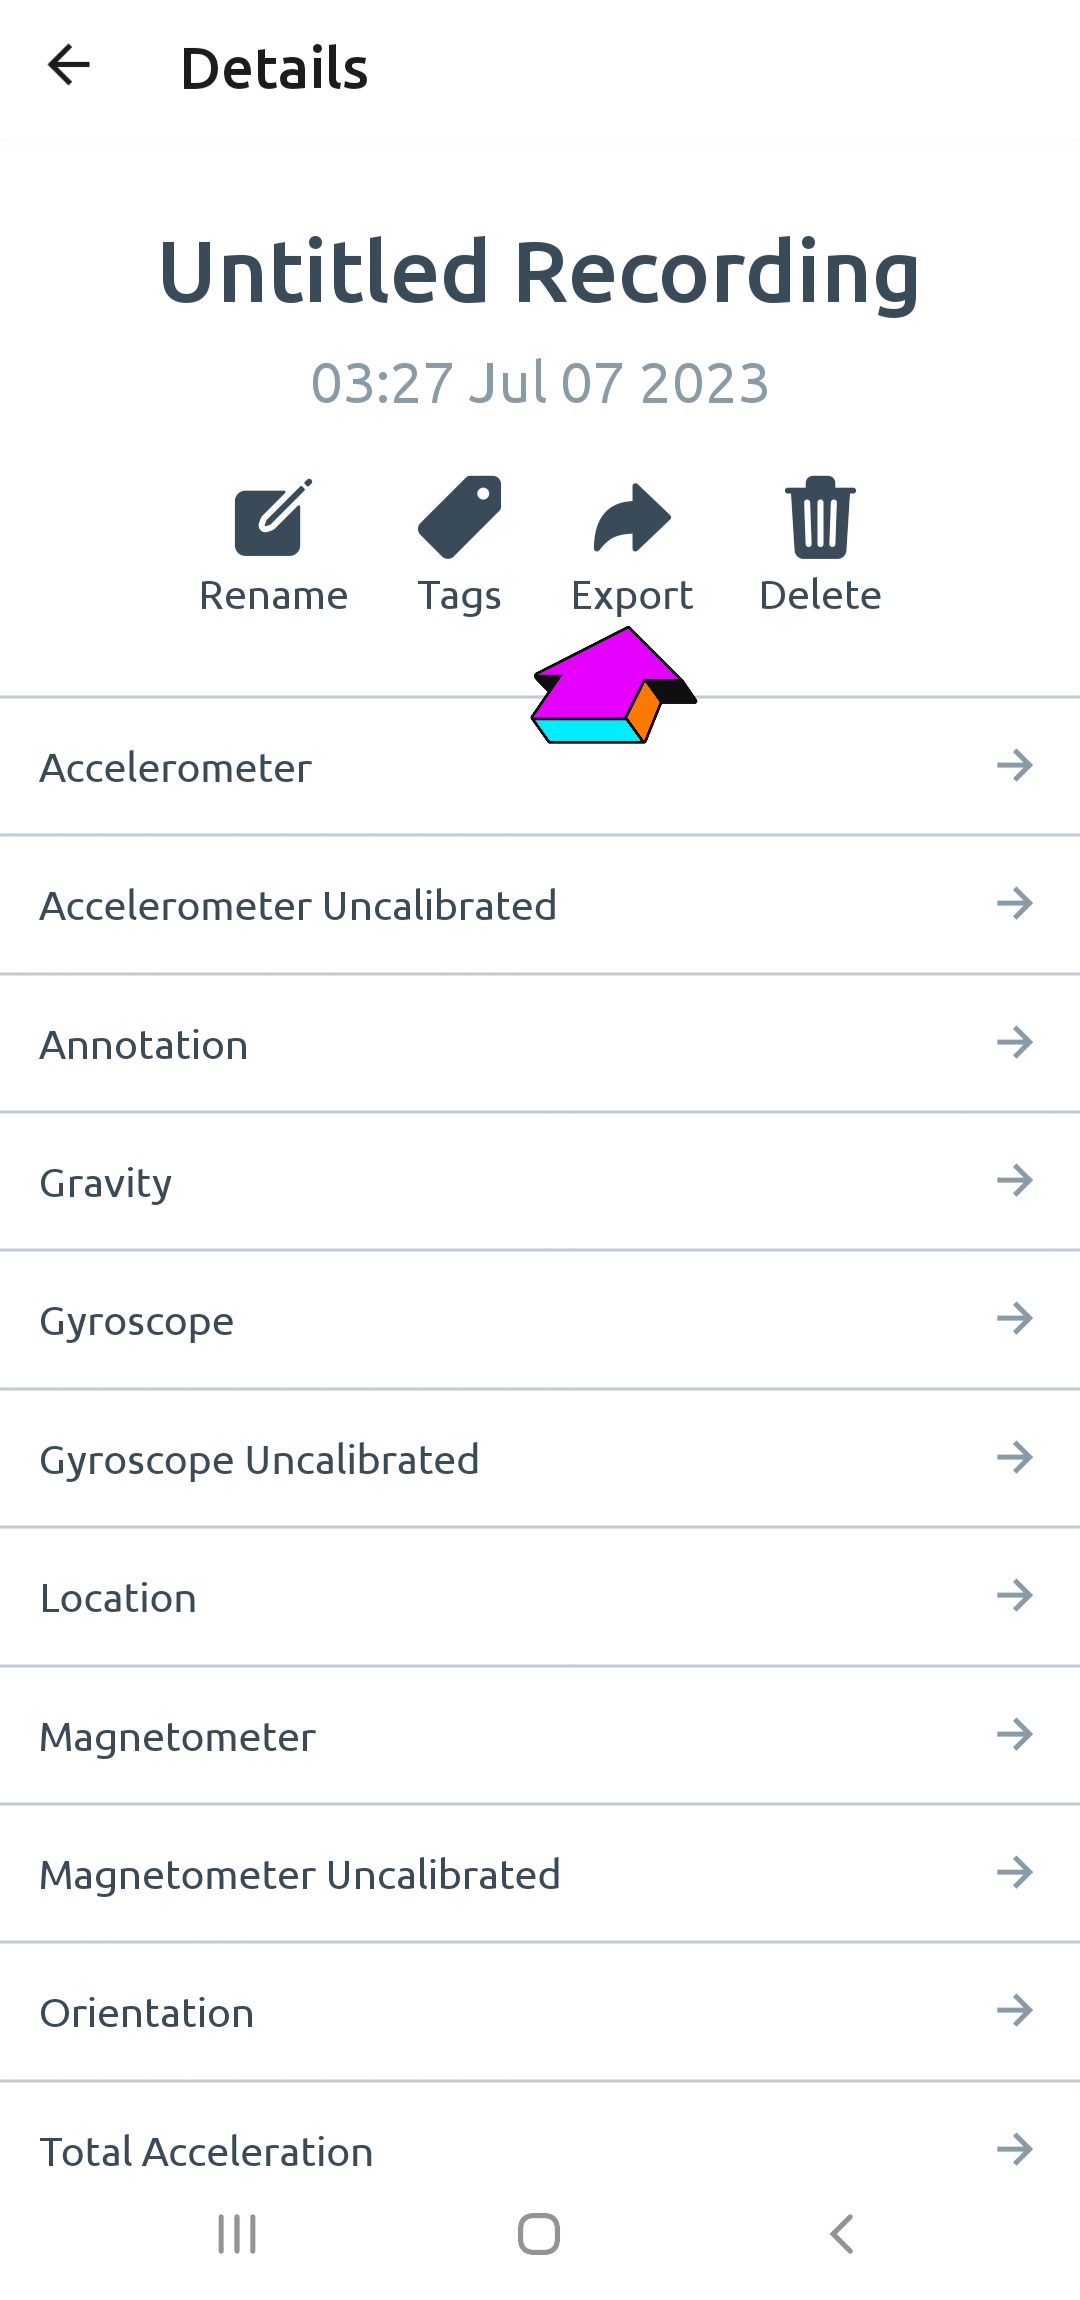 Details
Untitled Recording
03:27 Jul 07 2023
Rename Tags Export Delete
Accelerometer
Accelerometer Uncalibrated
Annotation
Gravity
Gyroscope
Gyroscope Uncalibrated
Location
Magnetometer
Magnetometer Uncalibrated
Orientation
Total Acceleration